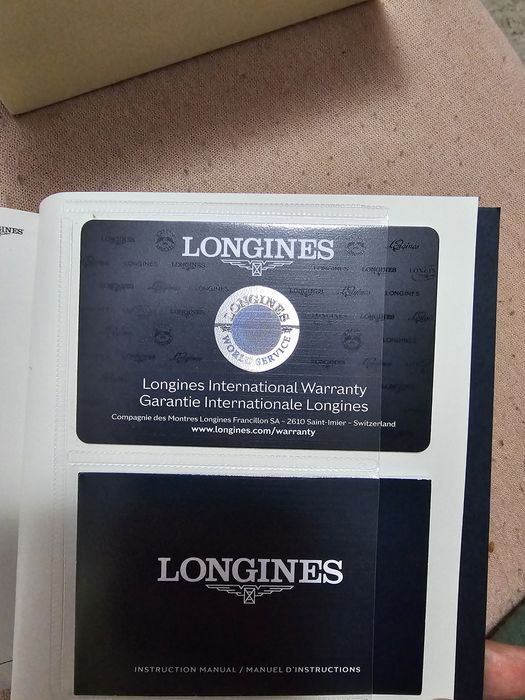 LONGINES
LONGINES
WORLD SERVICE
Longines International Warranty
Garantie Internationale Longines
Compagnie des Montres Longines Francillon SA – 2610 Saint-Imier – Switzerland
www.longines.com/warranty
LONGINES
INSTRUCTION MANUAL / MANUEL D'INSTRUCTIONS